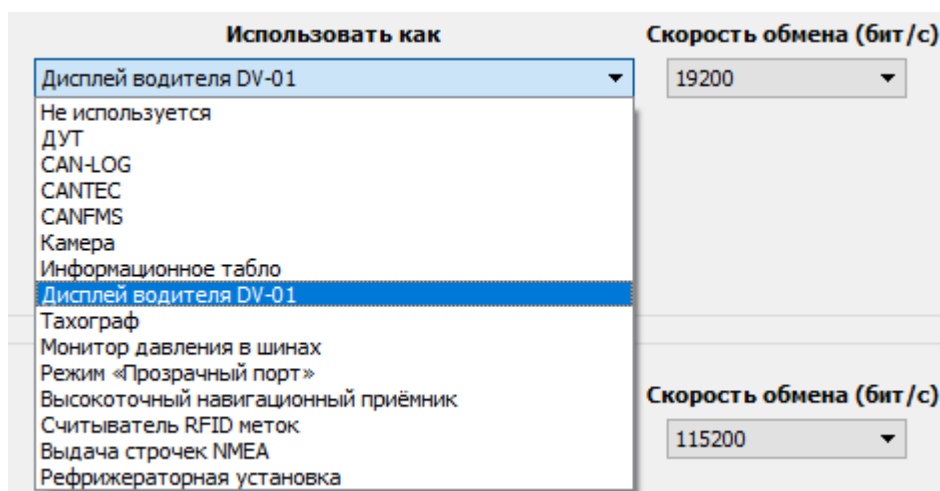 Использовать как
Скорость обмена (бит/с)
Дисплей водителя DV-01
19200
Не используется
ДУТ
CAN-LOG
CANTEC
CANFMS
Камера
Информационное табло
Дисплей водителя DV-01
Тахограф
Монитор давления в шинах
Режим «Прозрачный порт»
Высокоточный навигационный приёмник
Считыватель RFID меток
Выдача строчек NMEA
Рефрижераторная установка
Скорость обмена (бит/с)
115200